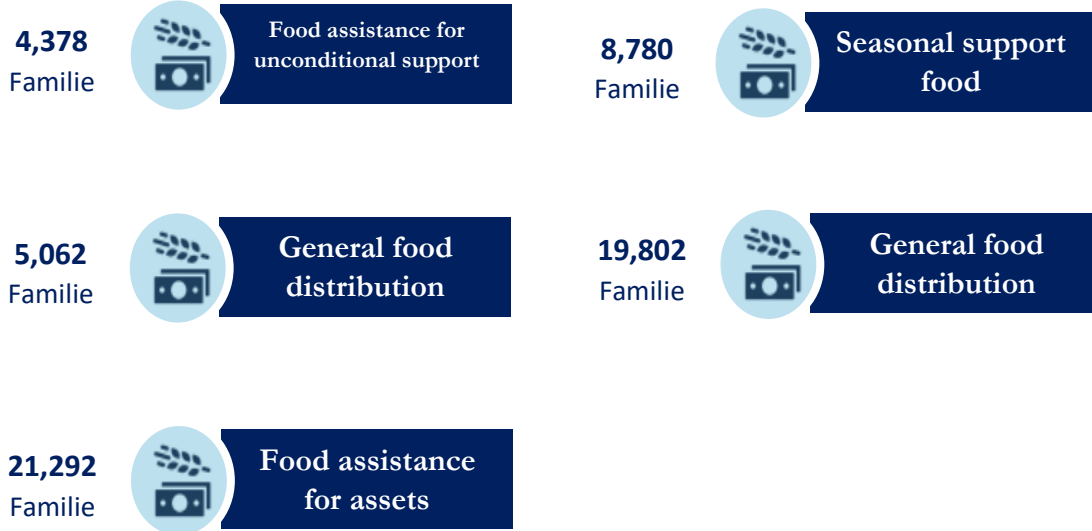 4,378
Familie
Food assistance for
unconditional support
8,780
Familie
Seasonal support
food
5,062
Familie
General food
distribution
19,802
Familie
General food
distribution
21,292
Familie
Food assistance
for assets